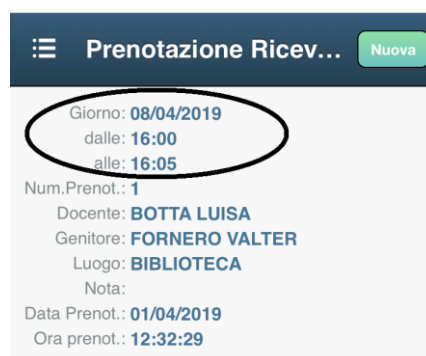 Prenotazione Ricev... Nuova
Giorno: 08/04/2019
dalle: 16:00
alle: 16:05
Num.Prenot.: 1
Docente: BOTTA LUISA
Genitore: FORNERO VALTER
Luogo: BIBLIOTECA
Nota:
Data Prenot.: 01/04/2019
Ora prenot.: 12:32:29